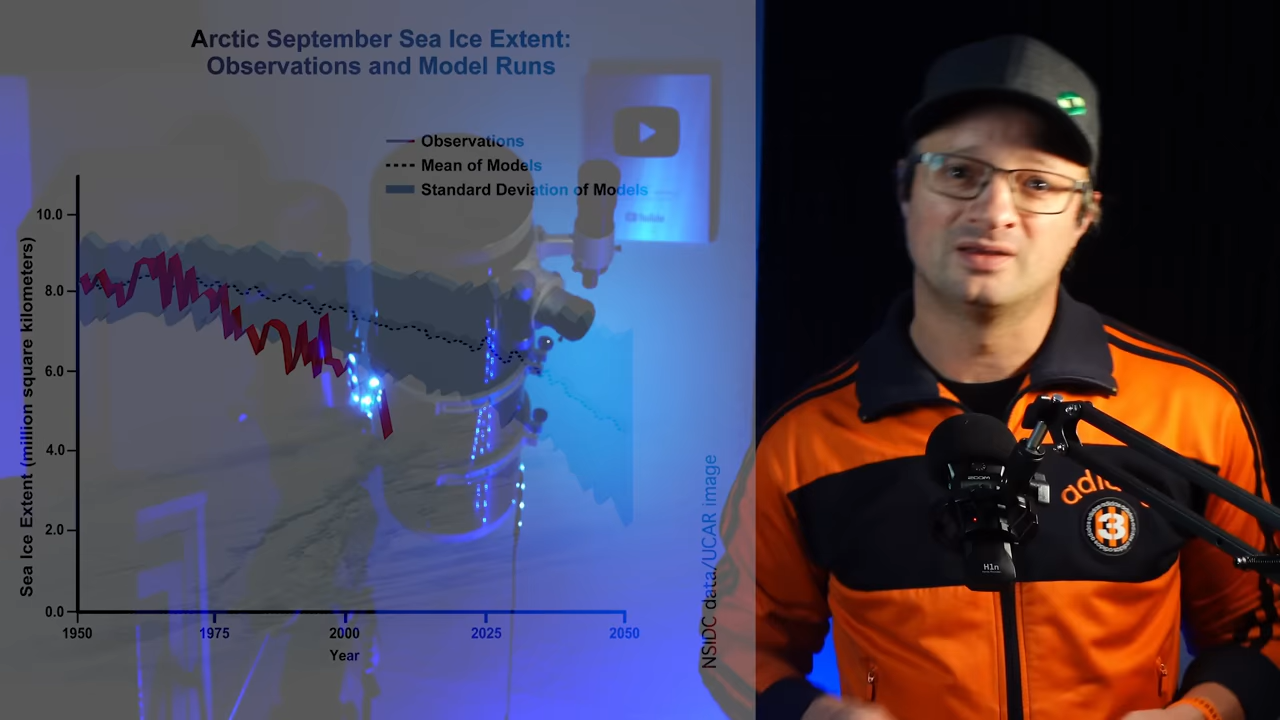 Arctic September Sea Ice Extent:
Observations and Model Runs
Observations
Mean of Models
Standard Deviation of Models
Sea Ice Extent (million square kilometers)
10.0
8.0
6.0
4.0
2.0
0.0
1950
1975
2000
2025
2050
Year
NSIDC data/UCAR image
YouTube
zoom
H1n
adi
3